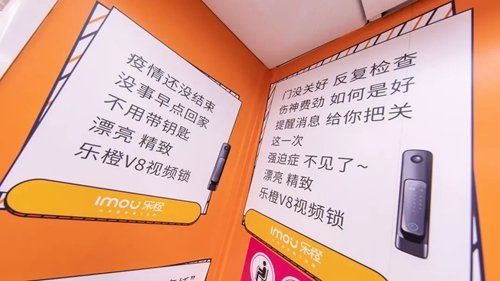 疫情还没结束
没事早点回家
不用带钥匙
漂亮 精致
乐橙V8视频锁
imou 乐橙
门没关好 反复检查
伤神费劲 如何是好
提醒消息 给你把关
这一次
强迫症 不见了~
漂亮 精致
乐橙V8视频锁
imou 乐橙